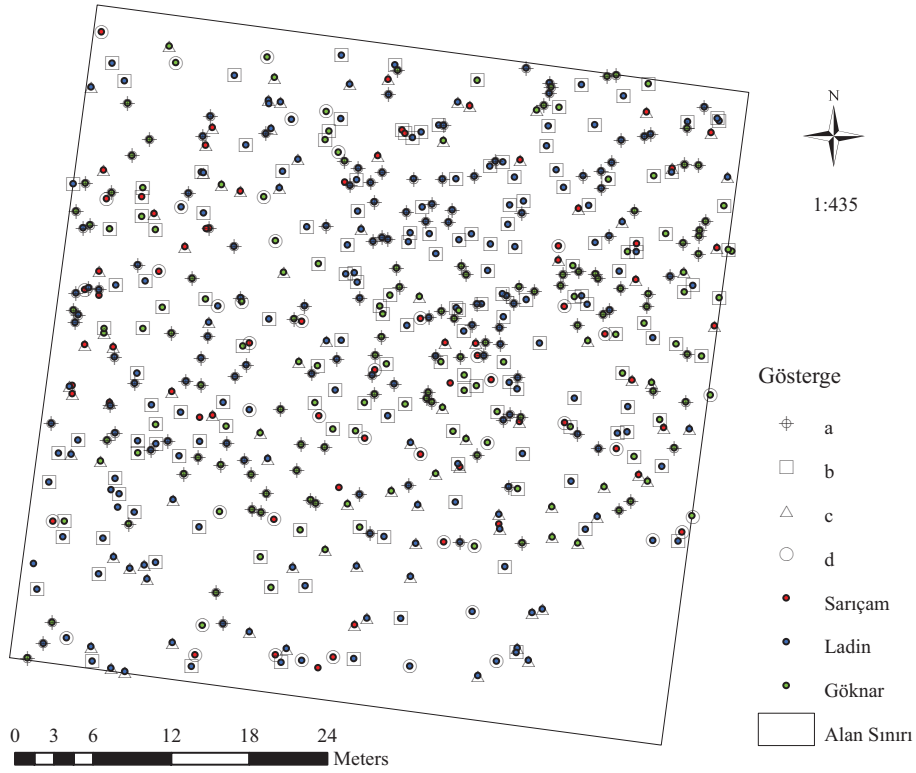 N
1:435
Gösterge
a
b
c
d
Sarıçam
Ladin
Göknar
Alan Sınırı
0 3 6 12 18 24
Meters